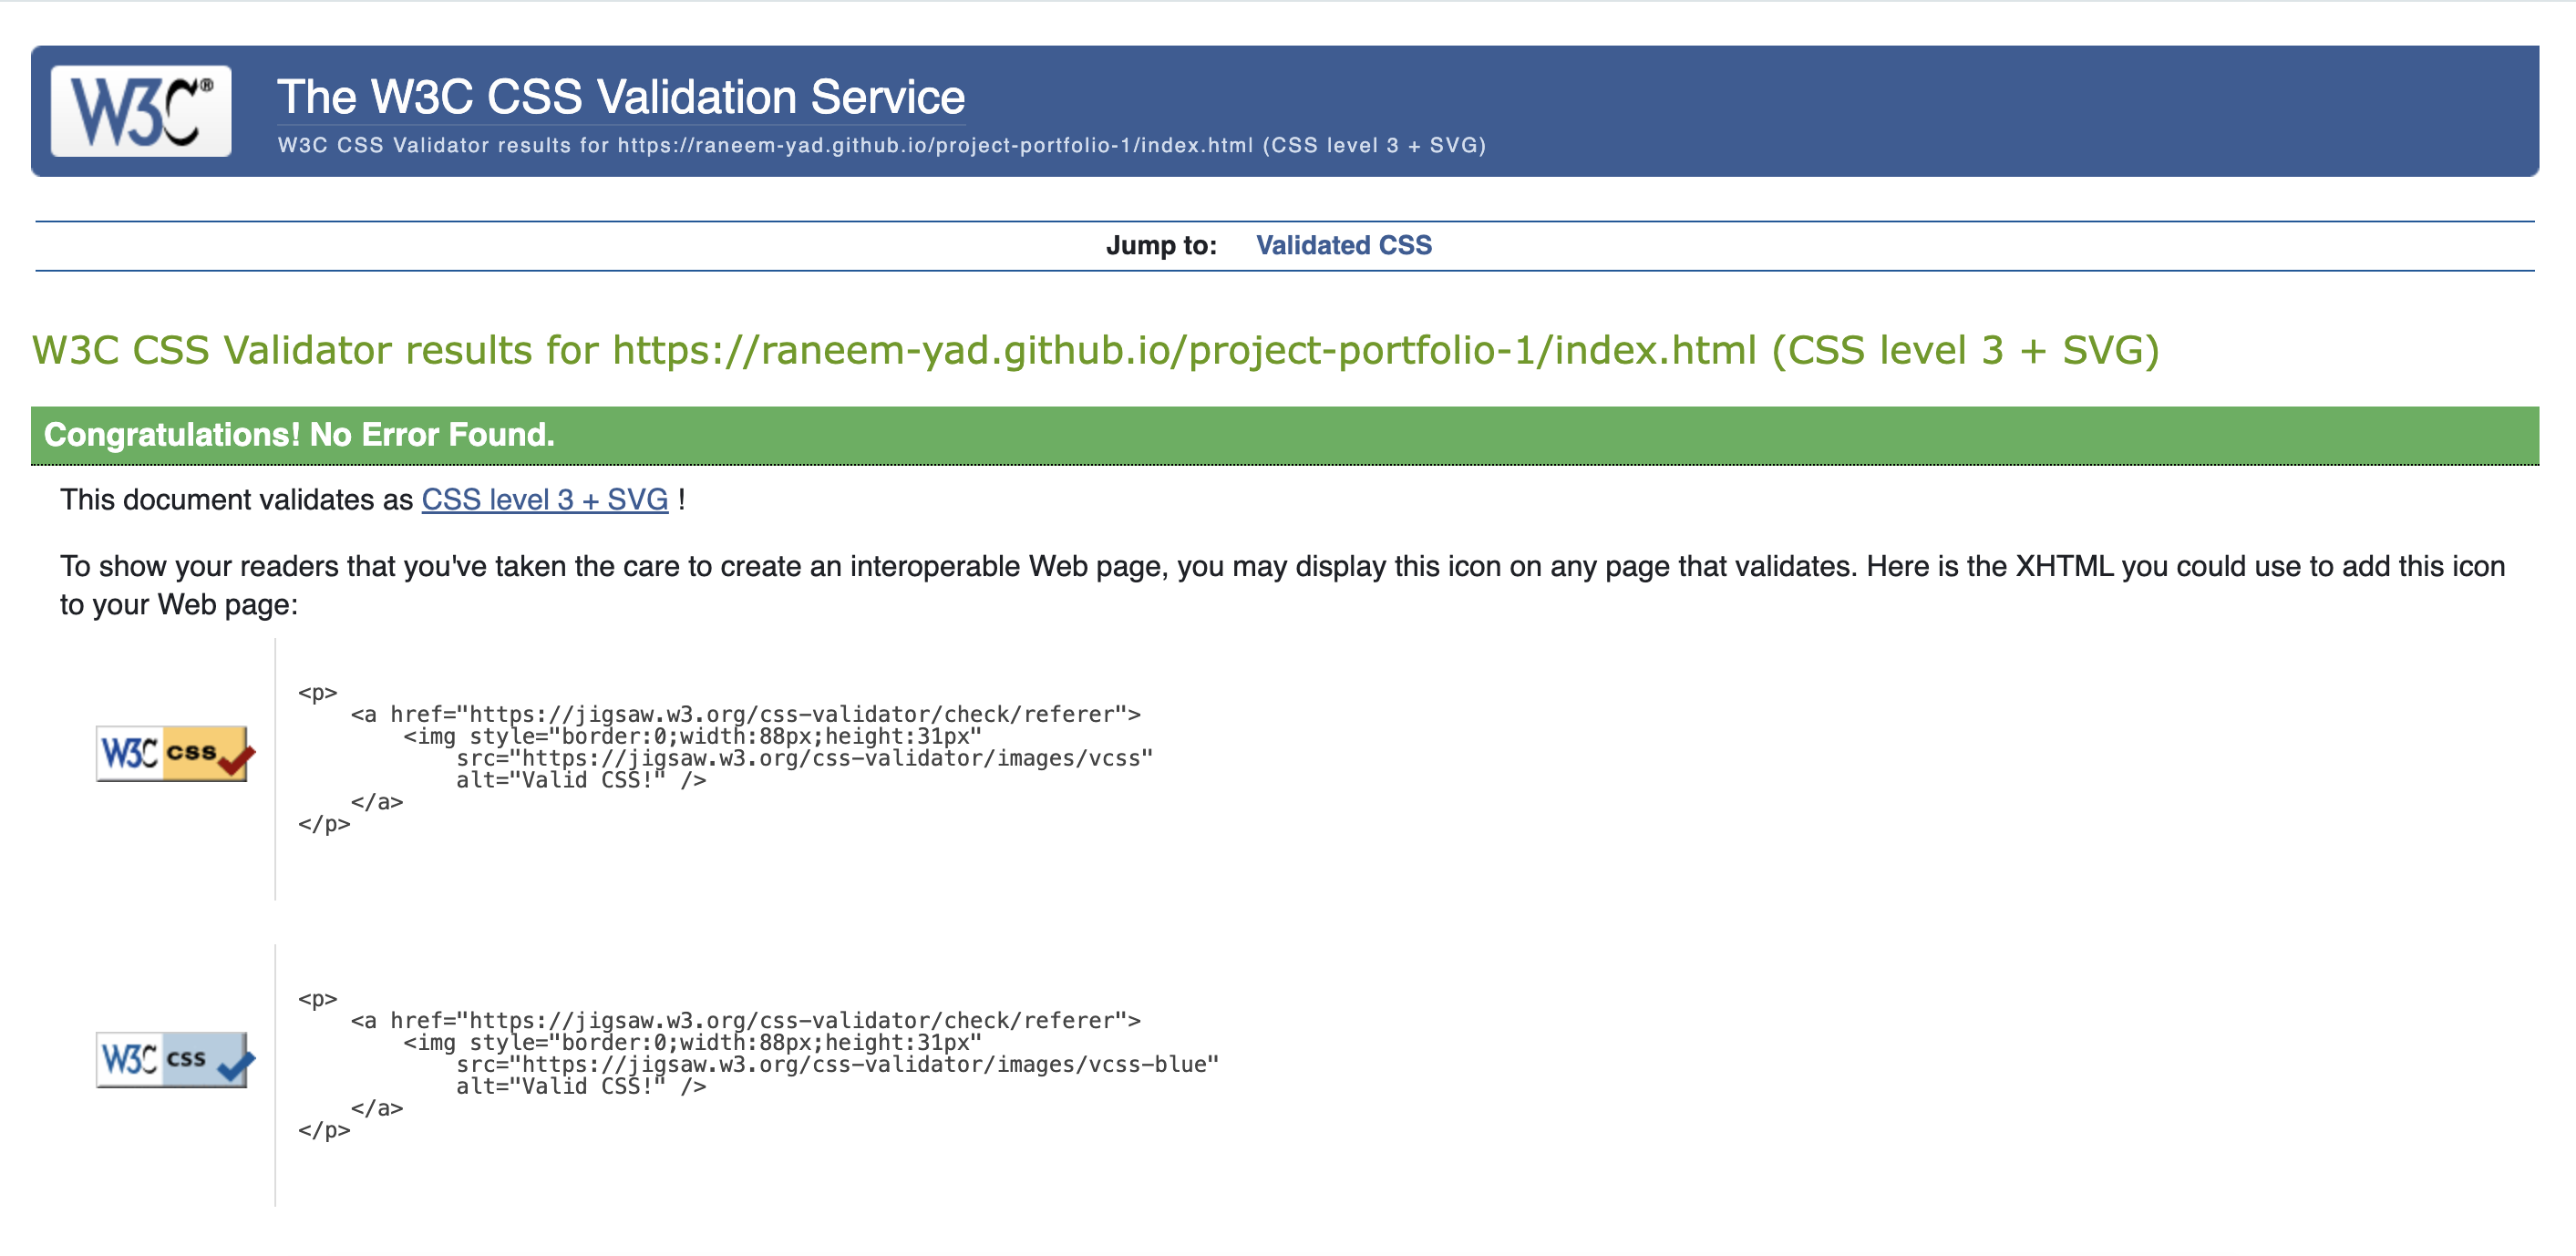 W3C®
The W3C CSS Validation Service
W3C CSS Validator results for https://raneem-yad.github.io/project-portfolio-1/index.html (CSS level 3 + SVG)
Jump to: Validated CSS
W3C CSS Validator results for https://raneem-yad.github.io/project-portfolio-1/index.html (CSS level 3 + SVG)
Congratulations! No Error Found.
This document validates as CSS level 3 + SVG !
To show your readers that you've taken the care to create an interoperable Web page, you may display this icon on any page that validates. Here is the XHTML you could use to add this icon
to your Web page:
W3C css
<p>
    <a href="https://jigsaw.w3.org/css-validator/check/referer">
        <img style="border:0;width:88px;height:31px"
            src="https://jigsaw.w3.org/css-validator/images/vcss"
            alt="Valid CSS!" />
    </a>
</p>
W3C css
<p>
    <a href="https://jigsaw.w3.org/css-validator/check/referer">
        <img style="border:0;width:88px;height:31px"
            src="https://jigsaw.w3.org/css-validator/images/vcss-blue"
            alt="Valid CSS!" />
    </a>
</p>